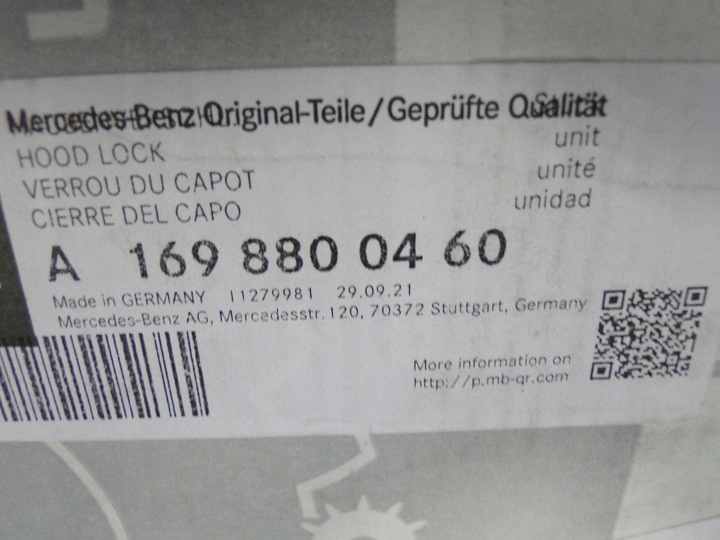 Mercedes-Benz Original-Teile/Geprüfte Qualität
HOOD LOCK
unit
VERROU DU CAPOT
unité
CIERRE DEL CAPO
unidad
A 169 880 04 60
Made in GERMANY 11279981 29.09.21
Mercedes-Benz AG, Mercedesstr. 120, 70372 Stuttgart, Germany
More information on
http://p.mb-qr.com